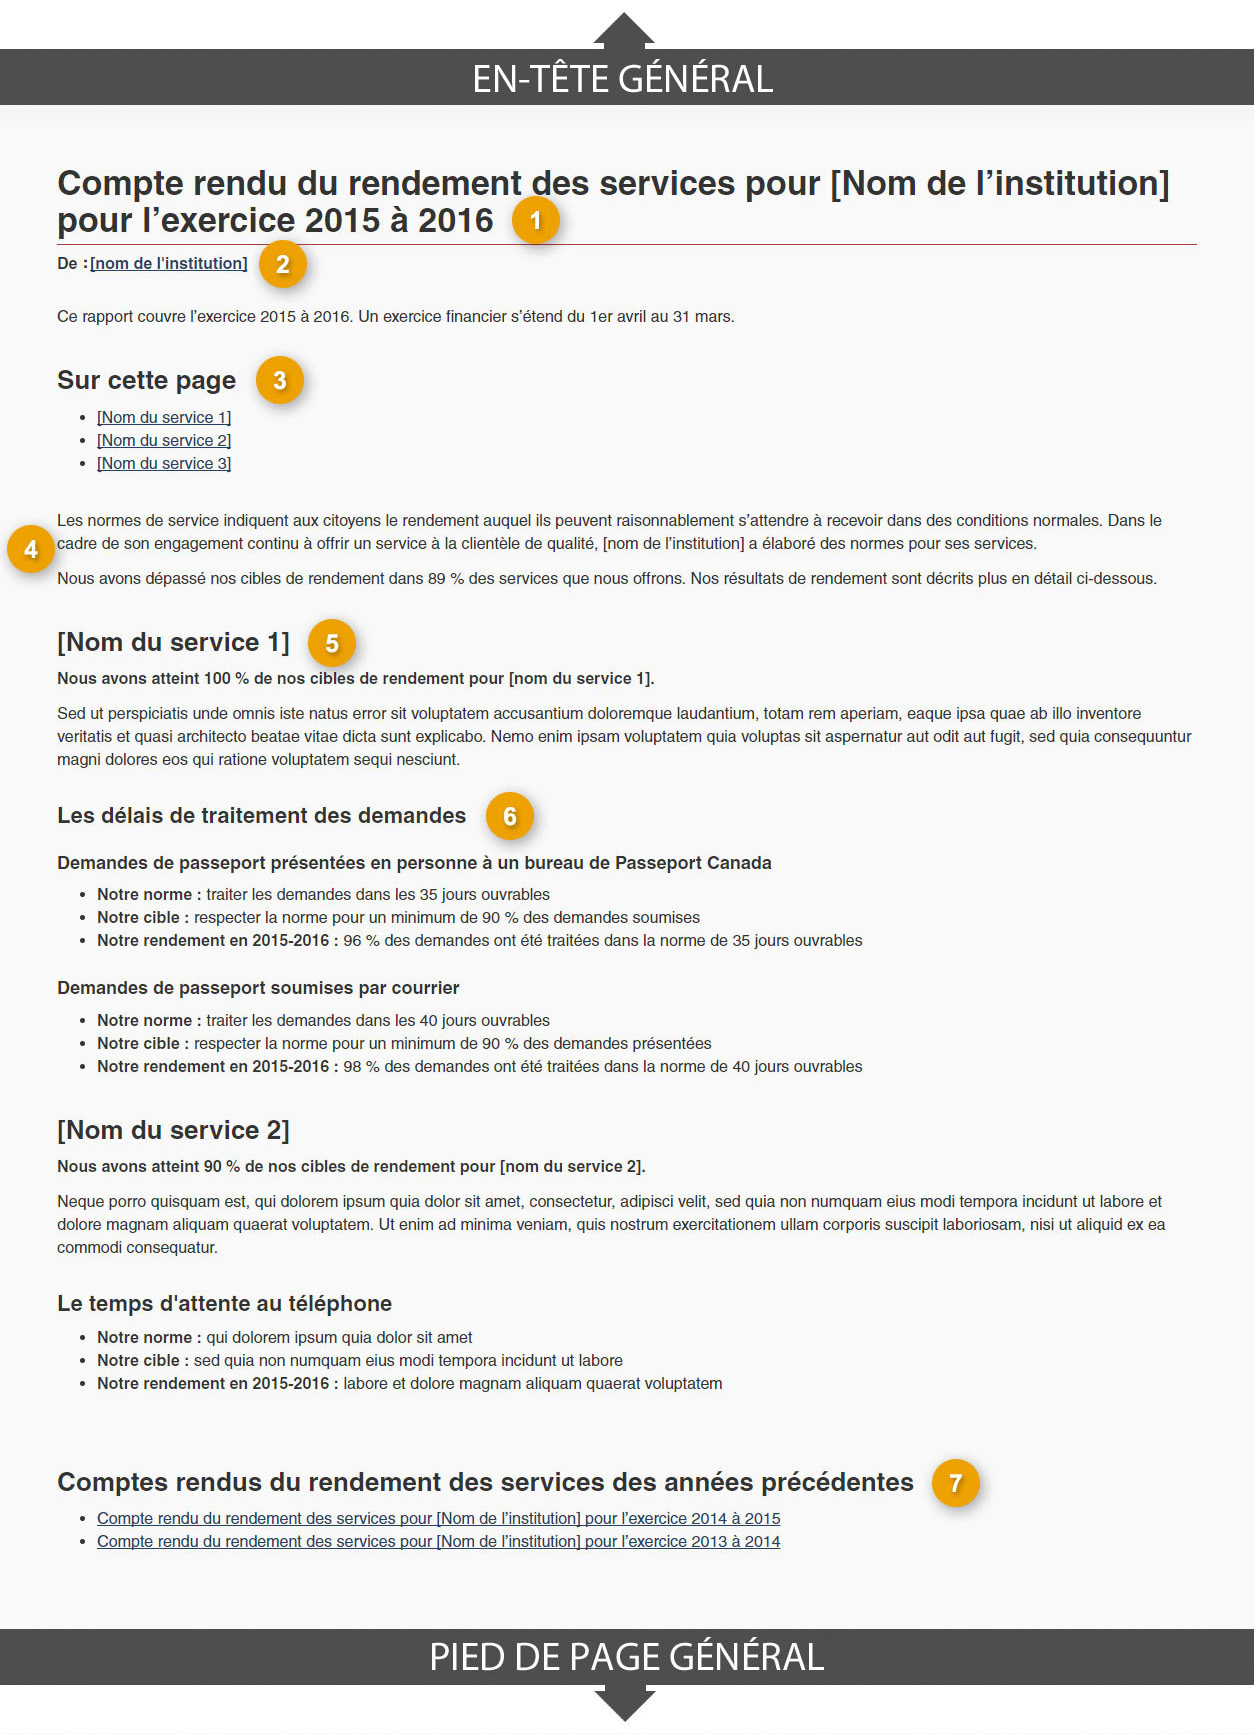 EN-TÊTE GÉNÉRAL
Compte rendu du rendement des services pour [Nom de l’institution]
pour l’exercice 2015 à 2016 1
De : [nom de l'institution] 2
Ce rapport couvre l’exercice 2015 à 2016. Un exercice financier s’étend du 1er avril au 31 mars.
Sur cette page 3
• [Nom du service 1]
• [Nom du service 2]
• [Nom du service 3]
Les normes de service indiquent aux citoyens le rendement auquel ils peuvent raisonnablement s’attendre à recevoir dans des conditions normales. Dans le
4 cadre de son engagement continu à offrir un service à la clientèle de qualité, [nom de l’institution] a élaboré des normes pour ses services.
Nous avons dépassé nos cibles de rendement dans 89 % des services que nous offrons. Nos résultats de rendement sont décrits plus en détail ci-dessous.
[Nom du service 1] 5
Nous avons atteint 100 % de nos cibles de rendement pour [nom du service 1].
Sed ut perspiciatis unde omnis iste natus error sit voluptatem accusantium doloremque laudantium, totam rem aperiam, eaque ipsa quae ab illo inventore
veritatis et quasi architecto beatae vitae dicta sunt explicabo. Nemo enim ipsam voluptatem quia voluptas sit aspernatur aut odit aut fugit, sed quia consequuntur
magni dolores eos qui ratione voluptatem sequi nesciunt.
Les délais de traitement des demandes 6
Demandes de passeport présentées en personne à un bureau de Passeport Canada
• Notre norme : traiter les demandes dans les 35 jours ouvrables
• Notre cible : respecter la norme pour un minimum de 90 % des demandes soumises
• Notre rendement en 2015-2016 : 96 % des demandes ont été traitées dans la norme de 35 jours ouvrables
Demandes de passeport soumises par courrier
• Notre norme : traiter les demandes dans les 40 jours ouvrables
• Notre cible : respecter la norme pour un minimum de 90 % des demandes présentées
• Notre rendement en 2015-2016 : 98 % des demandes ont été traitées dans la norme de 40 jours ouvrables
[Nom du service 2]
Nous avons atteint 90 % de nos cibles de rendement pour [nom du service 2].
Neque porro quisquam est, qui dolorem ipsum quia dolor sit amet, consectetur, adipisci velit, sed quia non numquam eius modi tempora incidunt ut labore et
dolore magnam aliquam quaerat voluptatem. Ut enim ad minima veniam, quis nostrum exercitationem ullam corporis suscipit laboriosam, nisi ut aliquid ex ea
commodi consequatur.
Le temps d'attente au téléphone
• Notre norme : qui dolorem ipsum quia dolor sit amet
• Notre cible : sed quia non numquam eius modi tempora incidunt ut labore
• Notre rendement en 2015-2016 : labore et dolore magnam aliquam quaerat voluptatem
Comptes rendus du rendement des services des années précédentes 7
• Compte rendu du rendement des services pour [Nom de l’institution] pour l’exercice 2014 à 2015
• Compte rendu du rendement des services pour [Nom de l’institution] pour l’exercice 2013 à 2014
PIED DE PAGE GÉNÉRAL